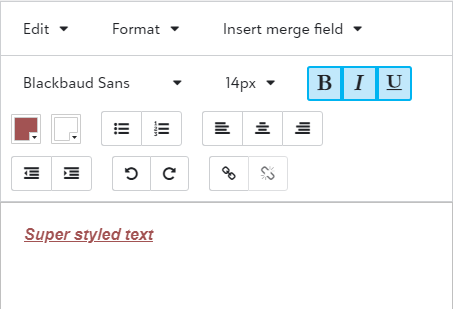 Edit Format Insert merge field
Blackbaud Sans 14px B I U
Super styled text